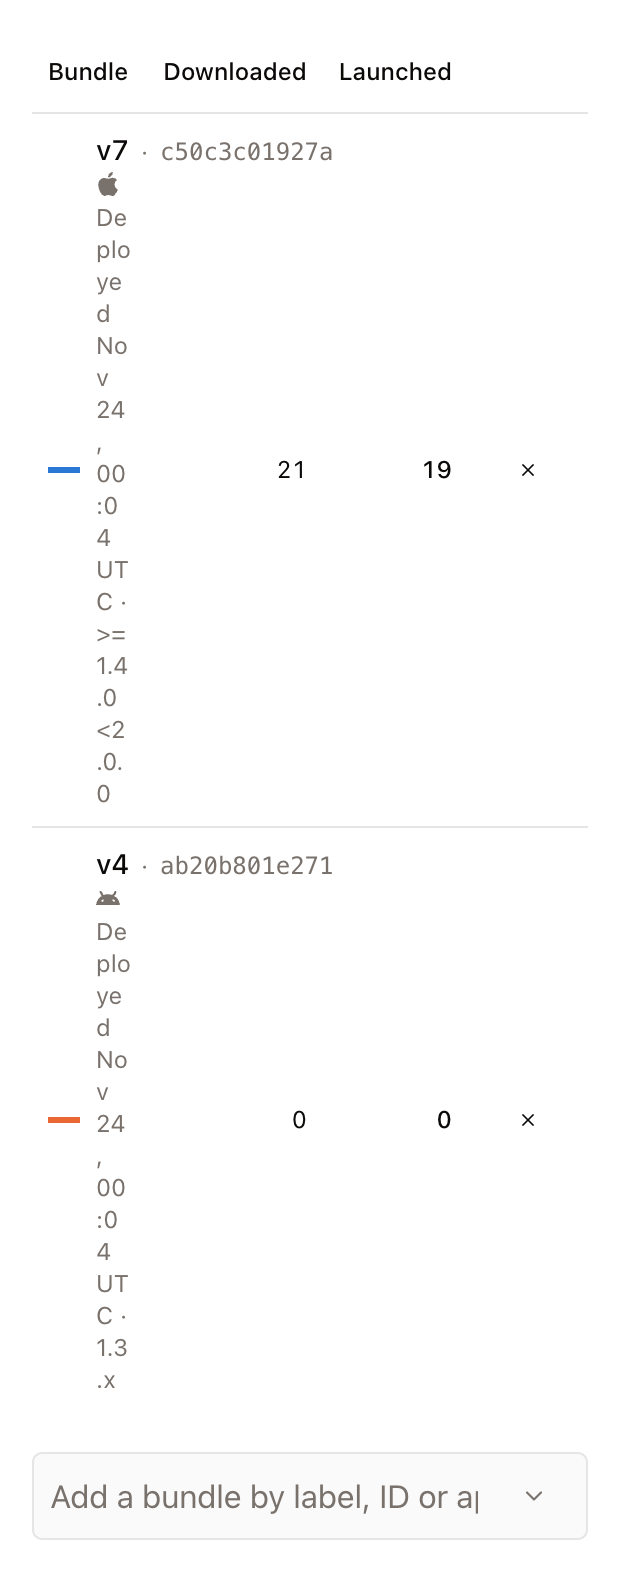 Bundle Downloaded Launched
v7 · c50c3c01927a
De
plo
ye
d
No
v
24
,
00
:0
4
UT
C ·
>=
1.4
.0
<2
.0.
0
21 19 ×
v4 · ab20b801e271
De
plo
ye
d
No
v
24
,
00
:0
4
UT
C ·
1.3
.x
0 0 ×
Add a bundle by label, ID or a